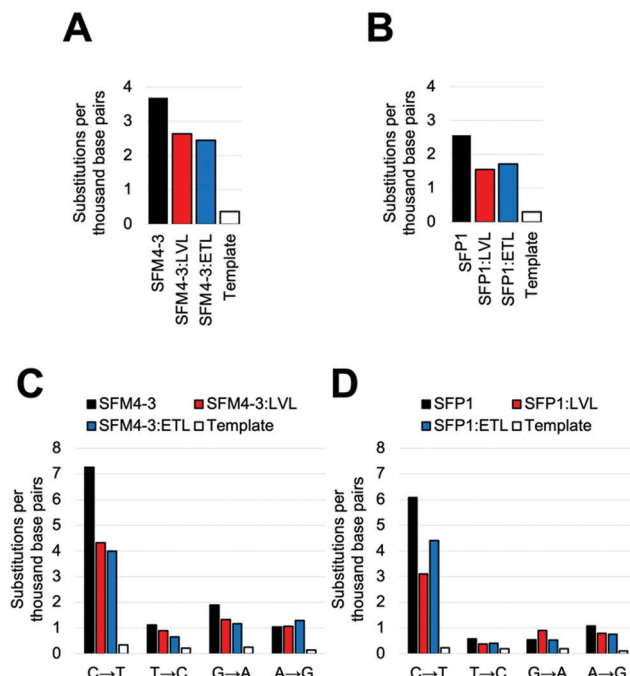 A
Substitutions per
thousand base pairs
4
3
2
1
0
SFM4-3
SFM4-3:LVL
SFM4-3:ETL
Template
B
Substitutions per
thousand base pairs
4
3
2
1
0
SFP1
SFP1:LVL
SFP1:ETL
Template
C
SFM4-3 SFM4-3:LVL
SFM4-3:ETL Template
Substitutions per
thousand base pairs
8
7
6
5
4
3
2
1
0
C→T T→C G→A A→G
D
SFP1 SFP1:LVL
SFP1:ETL Template
Substitutions per
thousand base pairs
8
7
6
5
4
3
2
1
0
C→T T→C G→A A→G